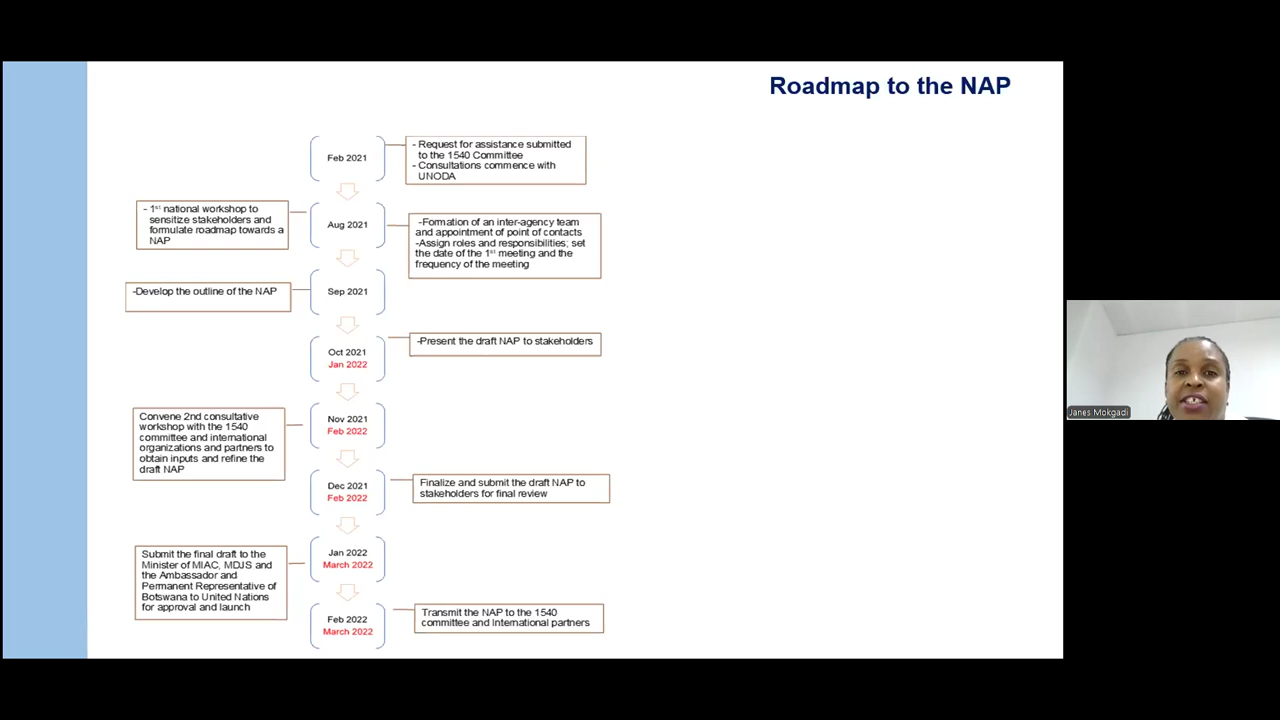 Roadmap to the NAP
Feb 2021
- Request for assistance submitted
to the 1540 Committee
- Consultations commence with
UNODA
- 1st national workshop to
sensitize stakeholders and
formulate roadmap towards a
NAP
Aug 2021
-Formation of an inter-agency team
and appointment of point of contacts
-Assign roles and responsibilities; set
the date of the 1st meeting and the
frequency of the meeting
-Develop the outline of the NAP
Sep 2021
Oct 2021
Jan 2022
-Present the draft NAP to stakeholders
Convene 2nd consultative
workshop with the 1540
committee and international
organizations and partners to
obtain inputs and refine the
draft NAP
Nov 2021
Feb 2022
Dec 2021
Feb 2022
Finalize and submit the draft NAP to
stakeholders for final review
Submit the final draft to the
Minister of MIAC, MDJS and
the Ambassador and
Permanent Representative of
Botswana to United Nations
for approval and launch
Jan 2022
March 2022
Feb 2022
March 2022
Transmit the NAP to the 1540
committee and International partners
Janes Mokgadi